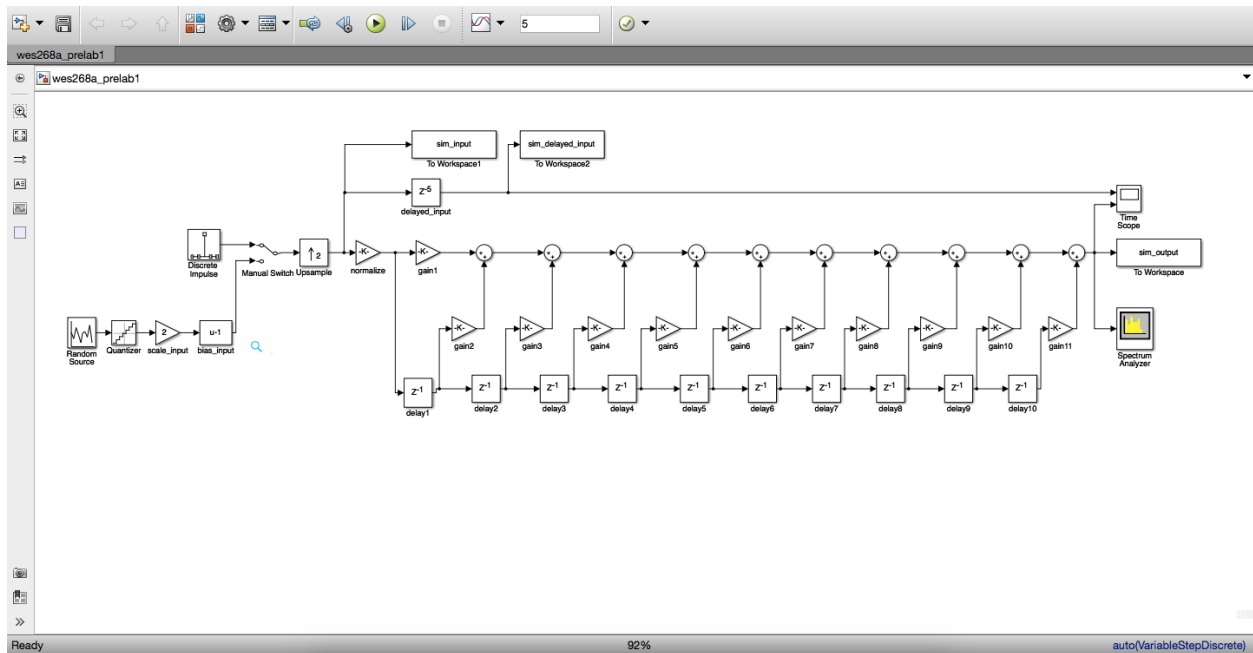 5
wes268a_prelab1
wes268a_prelab1
sim_input
To Workspace1
sim_delayed_input
To Workspace2
z-5
delayed_input
Time
Scope
Discrete
Impulse
Manual Switch
↑2
Upsample
-K-
normalize
-K-
gain1
sim_output
To Workspace
Random
Source
Quantizer
2
scale_input
u-1
bias_input
-K-
gain2
-K-
gain3
-K-
gain4
-K-
gain5
-K-
gain6
-K-
gain7
-K-
gain8
-K-
gain9
-K-
gain10
-K-
gain11
Spectrum
Analyzer
z-1
delay1
z-1
delay2
z-1
delay3
z-1
delay4
z-1
delay5
z-1
delay6
z-1
delay7
z-1
delay8
z-1
delay9
z-1
delay10
Ready
92%
auto(VariableStepDiscrete)